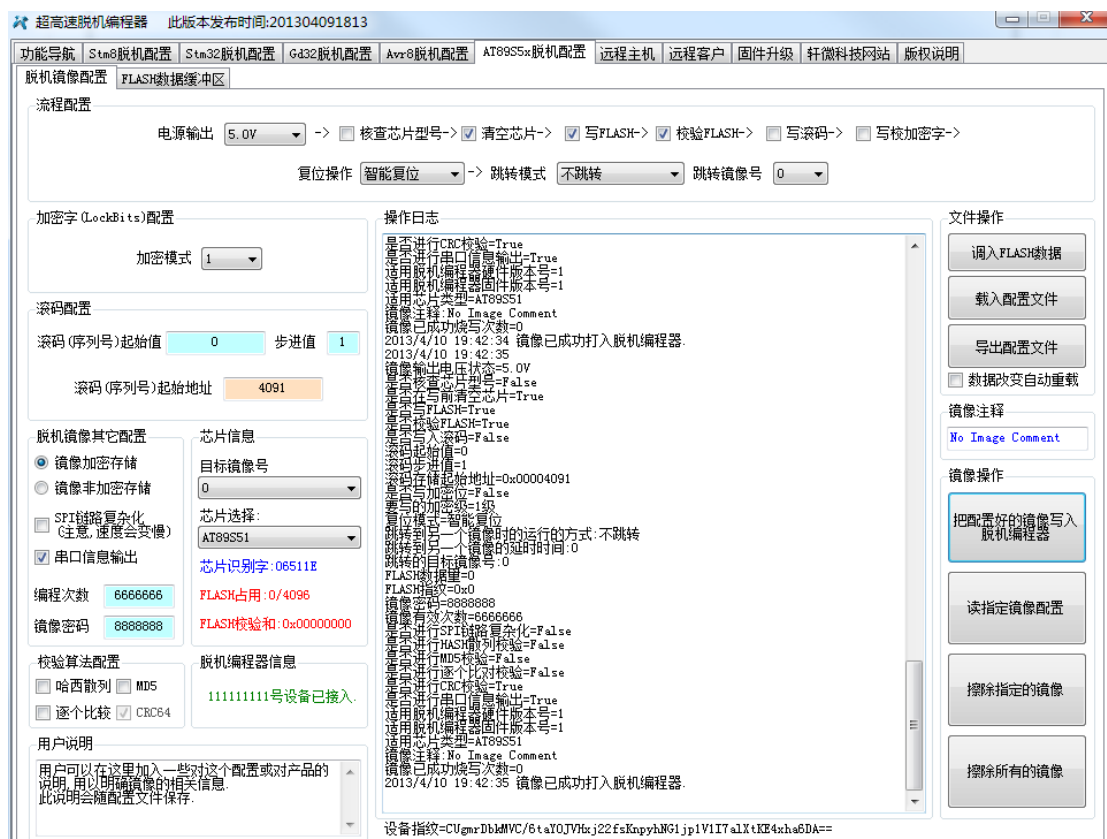 超高速脱机编程器 此版本发布时间:201304091813
功能导航 Stm8脱机配置 Stm32脱机配置 Gd32脱机配置 Avr8脱机配置 AT89S5x脱机配置 远程主机 远程客户 固件升级 轩微科技网站 版权说明
脱机镜像配置 FLASH数据缓冲区
流程配置
电源输出 5.0V -> 核查芯片型号-> 清空芯片-> 写FLASH-> 校验FLASH-> 写滚码-> 写校加密字->
复位操作 智能复位 -> 跳转模式 不跳转 跳转镜像号 0
加密字(LockBits)配置
加密模式 1
滚码配置
滚码(序列号)起始值 0 步进值 1
滚码(序列号)起始地址 4091
脱机镜像其它配置
镜像加密存储
镜像非加密存储
SPI链路复杂化
(注意,速度会变慢)
串口信息输出
编程次数 6666666
镜像密码 8888888
芯片信息
目标镜像号
0
芯片选择:
AT89S51
芯片识别字:06511E
FLASH占用:0/4096
FLASH校验和:0x00000000
校验算法配置
哈西散列 MD5
逐个比较 CRC64
脱机编程器信息
111111111号设备已接入.
用户说明
用户可以在这里加入一些对这个配置或对产品的
说明,用以明确镜像的相关信息.
此说明会随配置文件保存.
操作日志
是否进行CRC校验=True
是否进行串口信息输出=True
适用脱机编程器硬件版本号=1
适用脱机编程器固件版本号=1
适用芯片类型=AT89S51
镜像注释:No Image Comment
镜像已成功烧写次数=0
2013/4/10 19:42:34 镜像已成功打入脱机编程器.
2013/4/10 19:42:35
镜像输出电压状态=5.0V
是否核查芯片型号=False
是否在写前清空芯片=True
是否写FLASH=True
是否校验FLASH=True
是否写入滚码=False
滚码起始值=0
滚码步进值=1
滚码存储起始地址=0x00004091
是否写加密位=False
要写的加密级=1级
复位模式=智能复位
跳转到另一个镜像时的运行的方式:不跳转
跳转到另一个镜像的延时时间:0
跳转的目标镜像号:0
FLASH数据量=0
FLASH指纹=0x0
镜像密码=8888888
镜像有效次数=6666666
是否进行SPI链路复杂化=False
是否进行HASH散列校验=False
是否进行MD5校验=False
是否进行逐个比对校验=False
是否进行CRC校验=True
是否进行串口信息输出=True
适用脱机编程器硬件版本号=1
适用脱机编程器固件版本号=1
适用芯片类型=AT89S51
镜像注释:No Image Comment
镜像已成功烧写次数=0
2013/4/10 19:42:35 镜像已成功打入脱机编程器.
文件操作
调入FLASH数据
载入配置文件
导出配置文件
数据改变自动重载
镜像注释
No Image Comment
镜像操作
把配置好的镜像写入
脱机编程器
读指定镜像配置
擦除指定的镜像
擦除所有的镜像